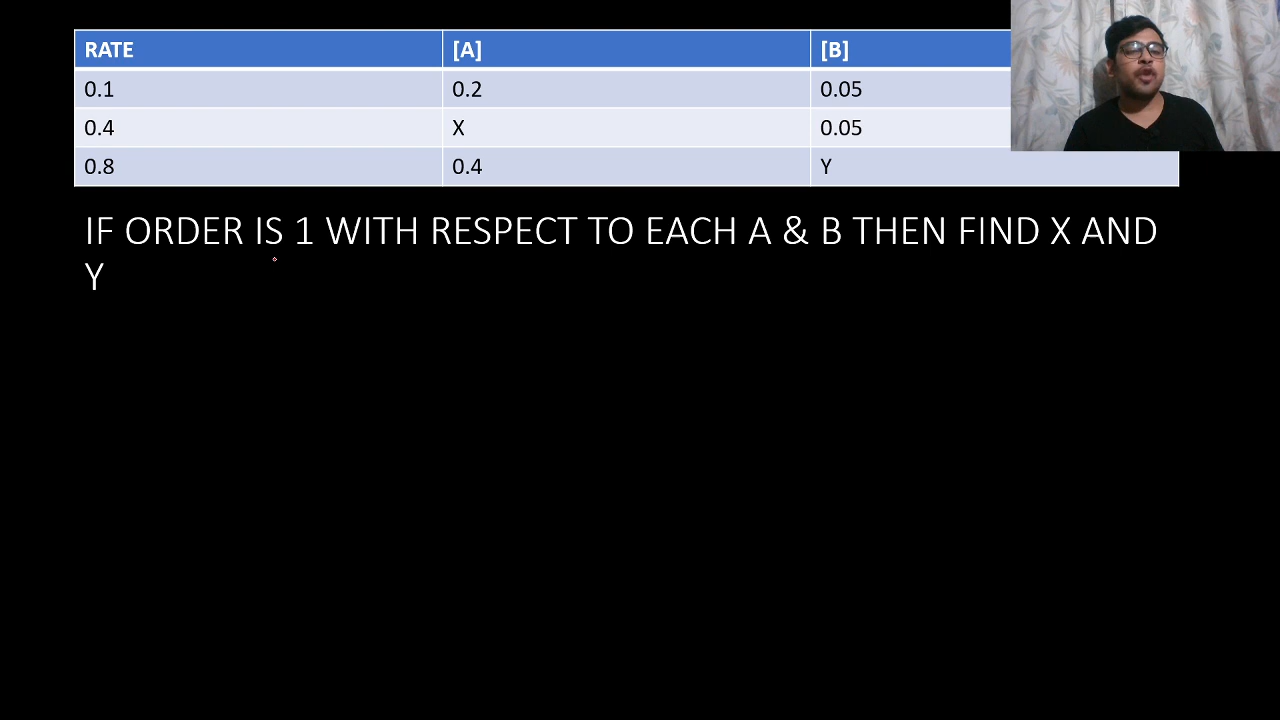 RATE [A] [B]
0.1 0.2 0.05
0.4 X 0.05
0.8 0.4 Y
IF ORDER IS 1 WITH RESPECT TO EACH A & B THEN FIND X AND
Y